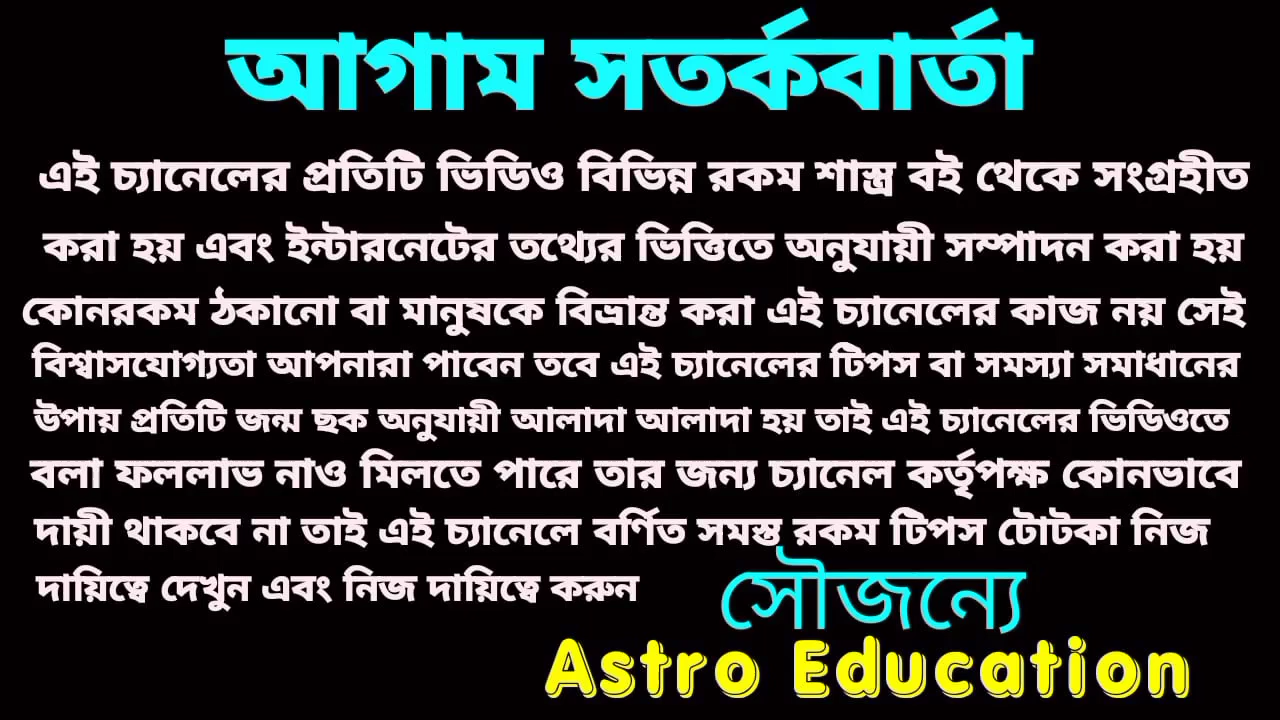 আগাম সতর্কবার্তা
এই চ্যানেলের প্রতিটি ভিডিও বিভিন্ন রকম শাস্ত্র বই থেকে সংগ্রহীত
করা হয় এবং ইন্টারনেটের তথ্যের ভিত্তিতে অনুযায়ী সম্পাদন করা হয়
কোনরকম ঠকানো বা মানুষকে বিভ্রান্ত করা এই চ্যানেলের কাজ নয় সেই
বিশ্বাসযোগ্যতা আপনারা পাবেন তবে এই চ্যানেলের টিপস বা সমস্যা সমাধানের
উপায় প্রতিটি জন্ম ছক অনুযায়ী আলাদা আলাদা হয় তাই এই চ্যানেলের ভিডিওতে
বলা ফললাভ নাও মিলতে পারে তার জন্য চ্যানেল কর্তৃপক্ষ কোনভাবে
দায়ী থাকবে না তাই এই চ্যানেলে বর্ণিত সমস্ত রকম টিপস টোটকা নিজ
দায়িত্বে দেখুন এবং নিজ দায়িত্বে করুন
সৌজন্যে
Astro Education